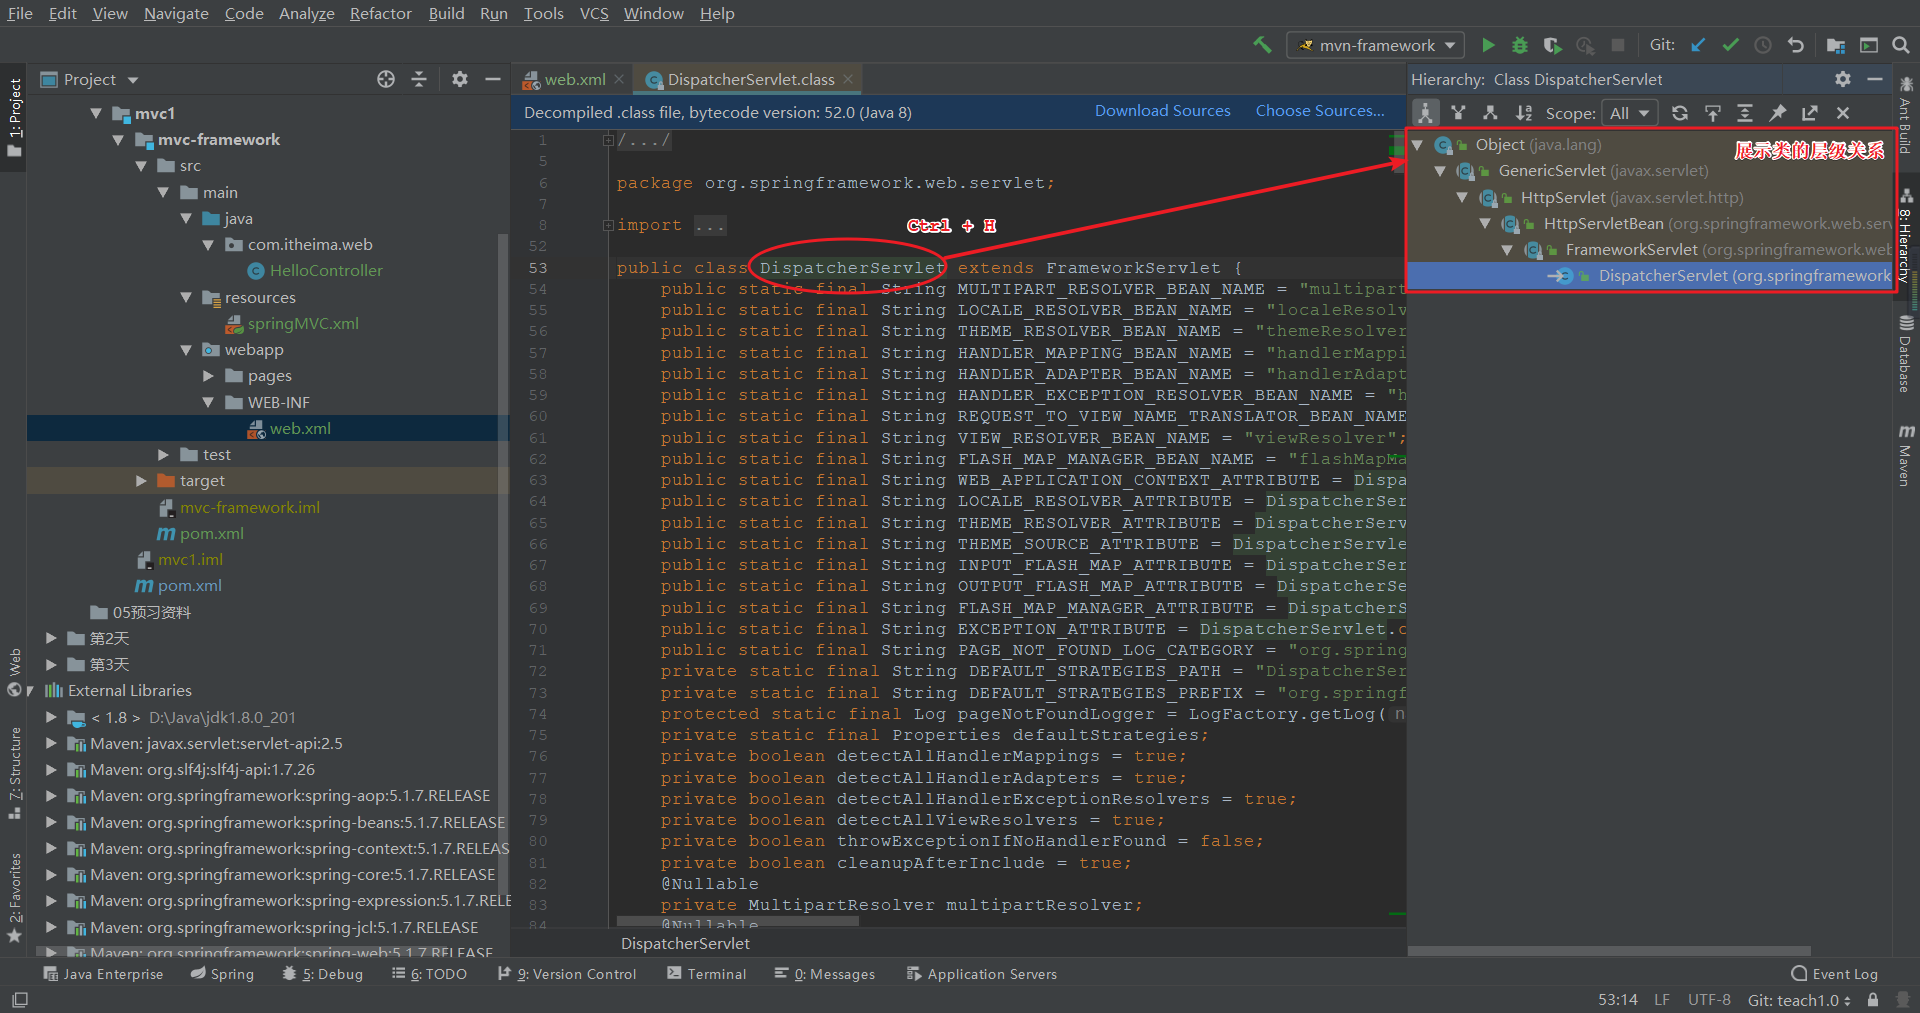 File Edit View Navigate Code Analyze Refactor Build Run Tools VCS Window Help
mvn-framework
Git:
1: Project
Project
mvc1
mvc-framework
src
main
java
com.itheima.web
HelloController
resources
springMVC.xml
webapp
pages
WEB-INF
web.xml
test
target
mvc-framework.iml
pom.xml
mvc1.iml
pom.xml
05预习资料
第2天
第3天
External Libraries
< 1.8 > D:\Java\jdk1.8.0_201
Maven: javax.servlet:servlet-api:2.5
Maven: org.slf4j:slf4j-api:1.7.26
Maven: org.springframework:spring-aop:5.1.7.RELEASE
Maven: org.springframework:spring-beans:5.1.7.RELEASE
Maven: org.springframework:spring-context:5.1.7.RELEAS
Maven: org.springframework:spring-core:5.1.7.RELEASE
Maven: org.springframework:spring-expression:5.1.7.RELE
Maven: org.springframework:spring-jcl:5.1.7.RELEASE
Maven: org.springframework:spring-web:5.1.7.RELEASE
Web
7: Structure
2: Favorites
web.xml DispatcherServlet.class
Decompiled .class file, bytecode version: 52.0 (Java 8) Download Sources Choose Sources...
1 /.../
5
6 package org.springframework.web.servlet;
7
8 import ...
Ctrl + H
52
53 public class DispatcherServlet extends FrameworkServlet {
54 public static final String MULTIPART_RESOLVER_BEAN_NAME = "multipart
55 public static final String LOCALE_RESOLVER_BEAN_NAME = "localeResolv
56 public static final String THEME_RESOLVER_BEAN_NAME = "themeResolver
57 public static final String HANDLER_MAPPING_BEAN_NAME = "handlerMappi
58 public static final String HANDLER_ADAPTER_BEAN_NAME = "handlerAdapt
59 public static final String HANDLER_EXCEPTION_RESOLVER_BEAN_NAME = "h
60 public static final String REQUEST_TO_VIEW_NAME_TRANSLATOR_BEAN_NAME
61 public static final String VIEW_RESOLVER_BEAN_NAME = "viewResolver";
62 public static final String FLASH_MAP_MANAGER_BEAN_NAME = "flashMapMa
63 public static final String WEB_APPLICATION_CONTEXT_ATTRIBUTE = Dispa
64 public static final String LOCALE_RESOLVER_ATTRIBUTE = DispatcherSer
65 public static final String THEME_RESOLVER_ATTRIBUTE = DispatcherServ
66 public static final String THEME_SOURCE_ATTRIBUTE = DispatcherServle
67 public static final String INPUT_FLASH_MAP_ATTRIBUTE = DispatcherSer
68 public static final String OUTPUT_FLASH_MAP_ATTRIBUTE = DispatcherSe
69 public static final String FLASH_MAP_MANAGER_ATTRIBUTE = DispatcherS
70 public static final String EXCEPTION_ATTRIBUTE = DispatcherServlet.c
71 public static final String PAGE_NOT_FOUND_LOG_CATEGORY = "org.spring
72 private static final String DEFAULT_STRATEGIES_PATH = "DispatcherSer
73 private static final String DEFAULT_STRATEGIES_PREFIX = "org.springf
74 protected static final Log pageNotFoundLogger = LogFactory.getLog( n
75 private static final Properties defaultStrategies;
76 private boolean detectAllHandlerMappings = true;
77 private boolean detectAllHandlerAdapters = true;
78 private boolean detectAllHandlerExceptionResolvers = true;
79 private boolean detectAllViewResolvers = true;
80 private boolean throwExceptionIfNoHandlerFound = false;
81 private boolean cleanupAfterInclude = true;
82 @Nullable
83 private MultipartResolver multipartResolver;
84 @Nullable
DispatcherServlet
Hierarchy: Class DispatcherServlet
Scope: All
Object (java.lang)
展示类的层级关系
GenericServlet (javax.servlet)
HttpServlet (javax.servlet.http)
HttpServletBean (org.springframework.web.serv
FrameworkServlet (org.springframework.web
DispatcherServlet (org.springframework
Ant Build
8: Hierarchy
Database
Maven
Java Enterprise Spring 5: Debug 6: TODO 9: Version Control Terminal 0: Messages Application Servers Event Log
53:14 LF UTF-8 Git: teach1.0